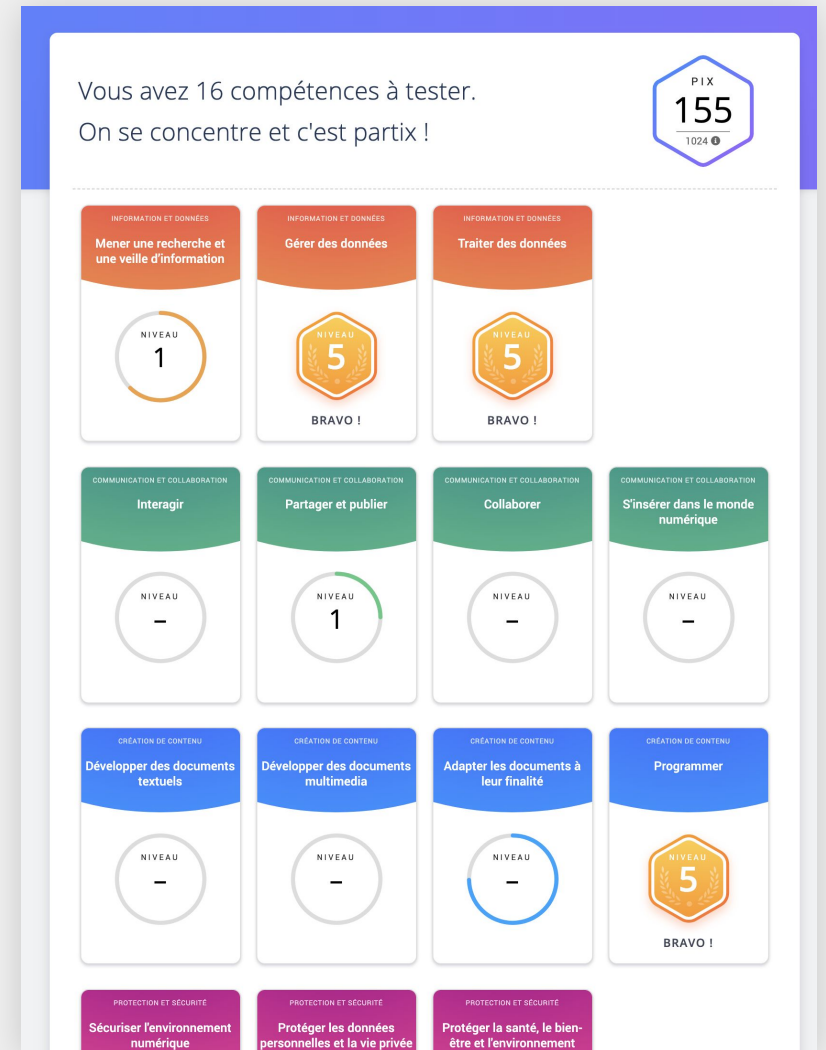 Vous avez 16 compétences à tester.
On se concentre et c'est partix !
PIX
155
1024
INFORMATION ET DONNÉES
Mener une recherche et
une veille d'information
NIVEAU
1
INFORMATION ET DONNÉES
Gérer des données
NIVEAU
5
BRAVO !
INFORMATION ET DONNÉES
Traiter des données
NIVEAU
5
BRAVO !
COMMUNICATION ET COLLABORATION
Interagir
NIVEAU
–
COMMUNICATION ET COLLABORATION
Partager et publier
NIVEAU
1
COMMUNICATION ET COLLABORATION
Collaborer
NIVEAU
–
COMMUNICATION ET COLLABORATION
S'insérer dans le monde
numérique
NIVEAU
–
CRÉATION DE CONTENU
Développer des documents
textuels
NIVEAU
–
CRÉATION DE CONTENU
Développer des documents
multimedia
NIVEAU
–
CRÉATION DE CONTENU
Adapter les documents à
leur finalité
NIVEAU
–
CRÉATION DE CONTENU
Programmer
NIVEAU
5
BRAVO !
PROTECTION ET SÉCURITÉ
Sécuriser l'environnement
numérique
PROTECTION ET SÉCURITÉ
Protéger les données
personnelles et la vie privée
PROTECTION ET SÉCURITÉ
Protéger la santé, le bien-
être et l'environnement